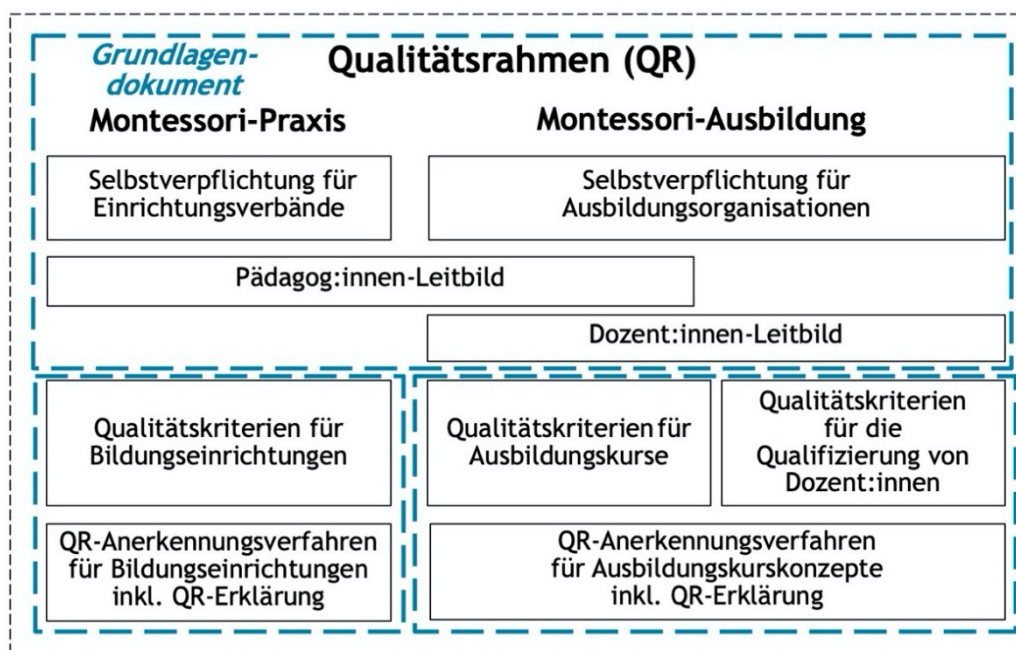 Grundlagen-
dokument
Qualitätsrahmen (QR)
Montessori-Praxis
Montessori-Ausbildung
Selbstverpflichtung für
Einrichtungsverbände
Selbstverpflichtung für
Ausbildungsorganisationen
Pädagog:innen-Leitbild
Dozent:innen-Leitbild
Qualitätskriterien für
Bildungseinrichtungen
Qualitätskriterien für
Ausbildungskurse
Qualitätskriterien
für die
Qualifizierung von
Dozent:innen
QR-Anerkennungsverfahren
für Bildungseinrichtungen
inkl. QR-Erklärung
QR-Anerkennungsverfahren
für Ausbildungskurskonzepte
inkl. QR-Erklärung